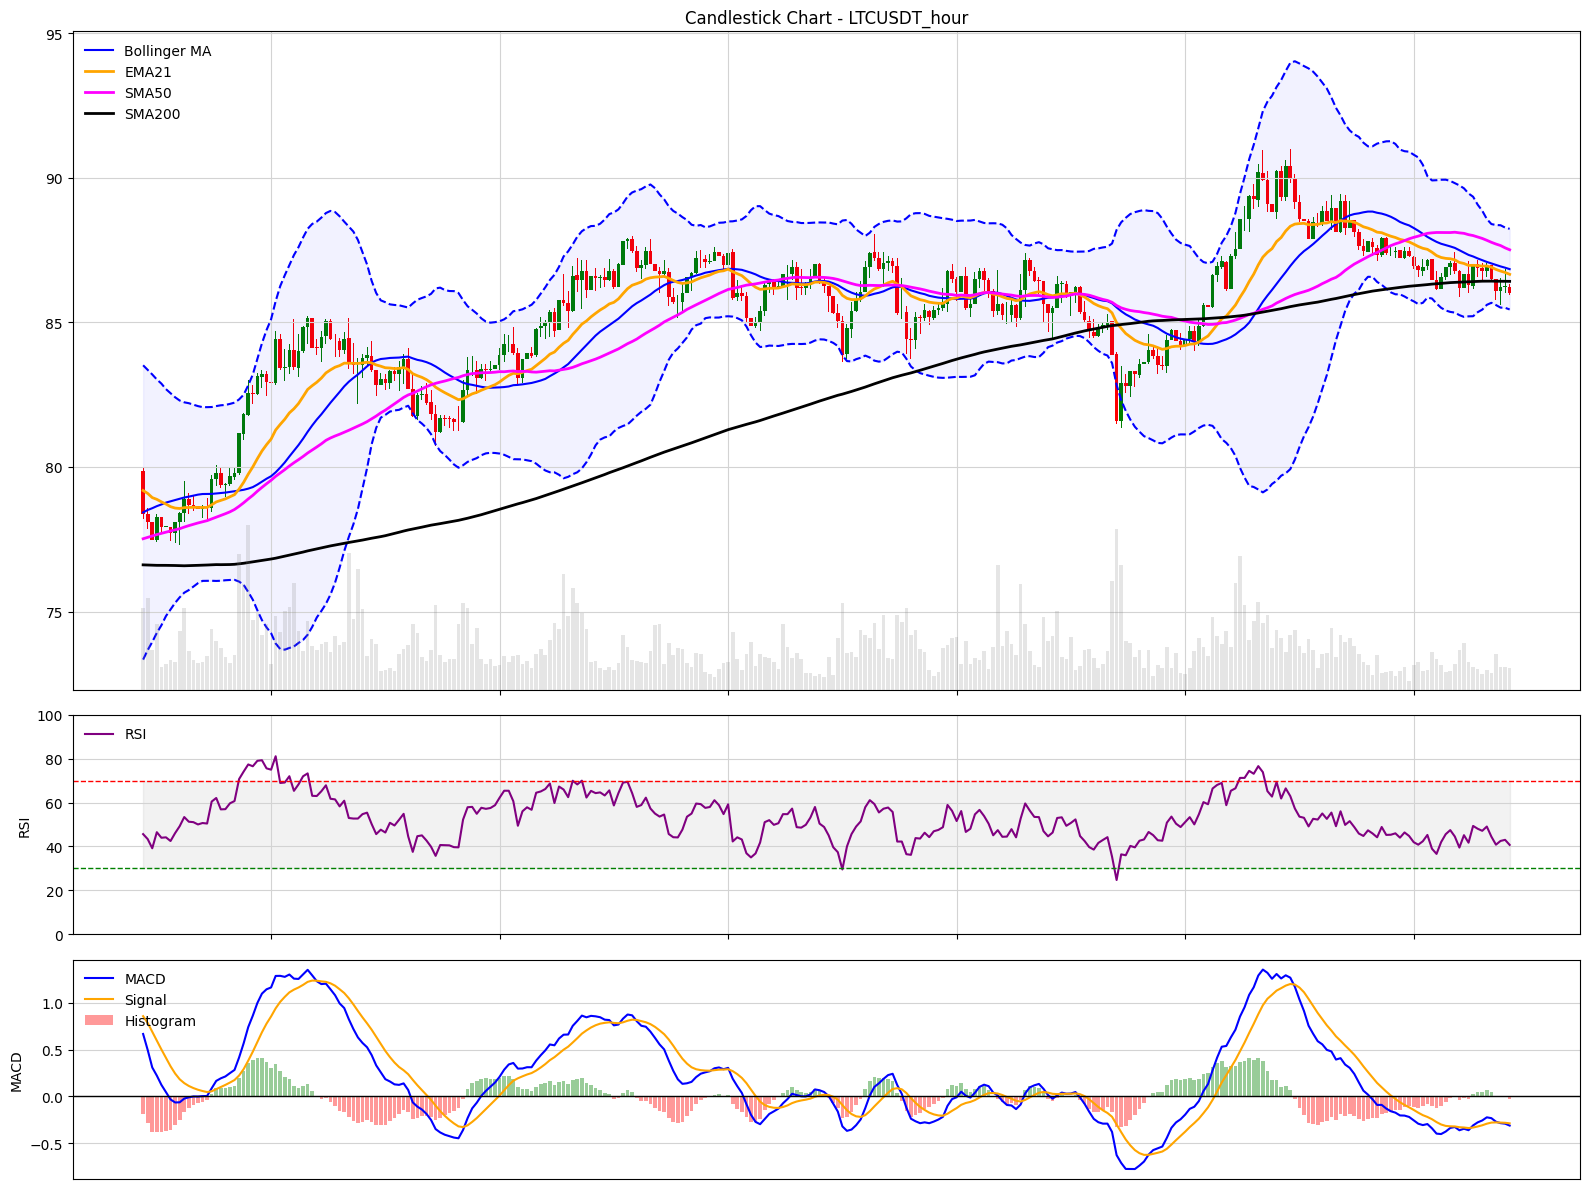 Candlestick Chart - LTCUSDT_hour
95
90
85
80
75
Bollinger MA
EMA21
SMA50
SMA200
100
80
60
40
20
0
RSI
RSI
1.0
0.5
0.0
−0.5
MACD
MACD
Signal
Histogram